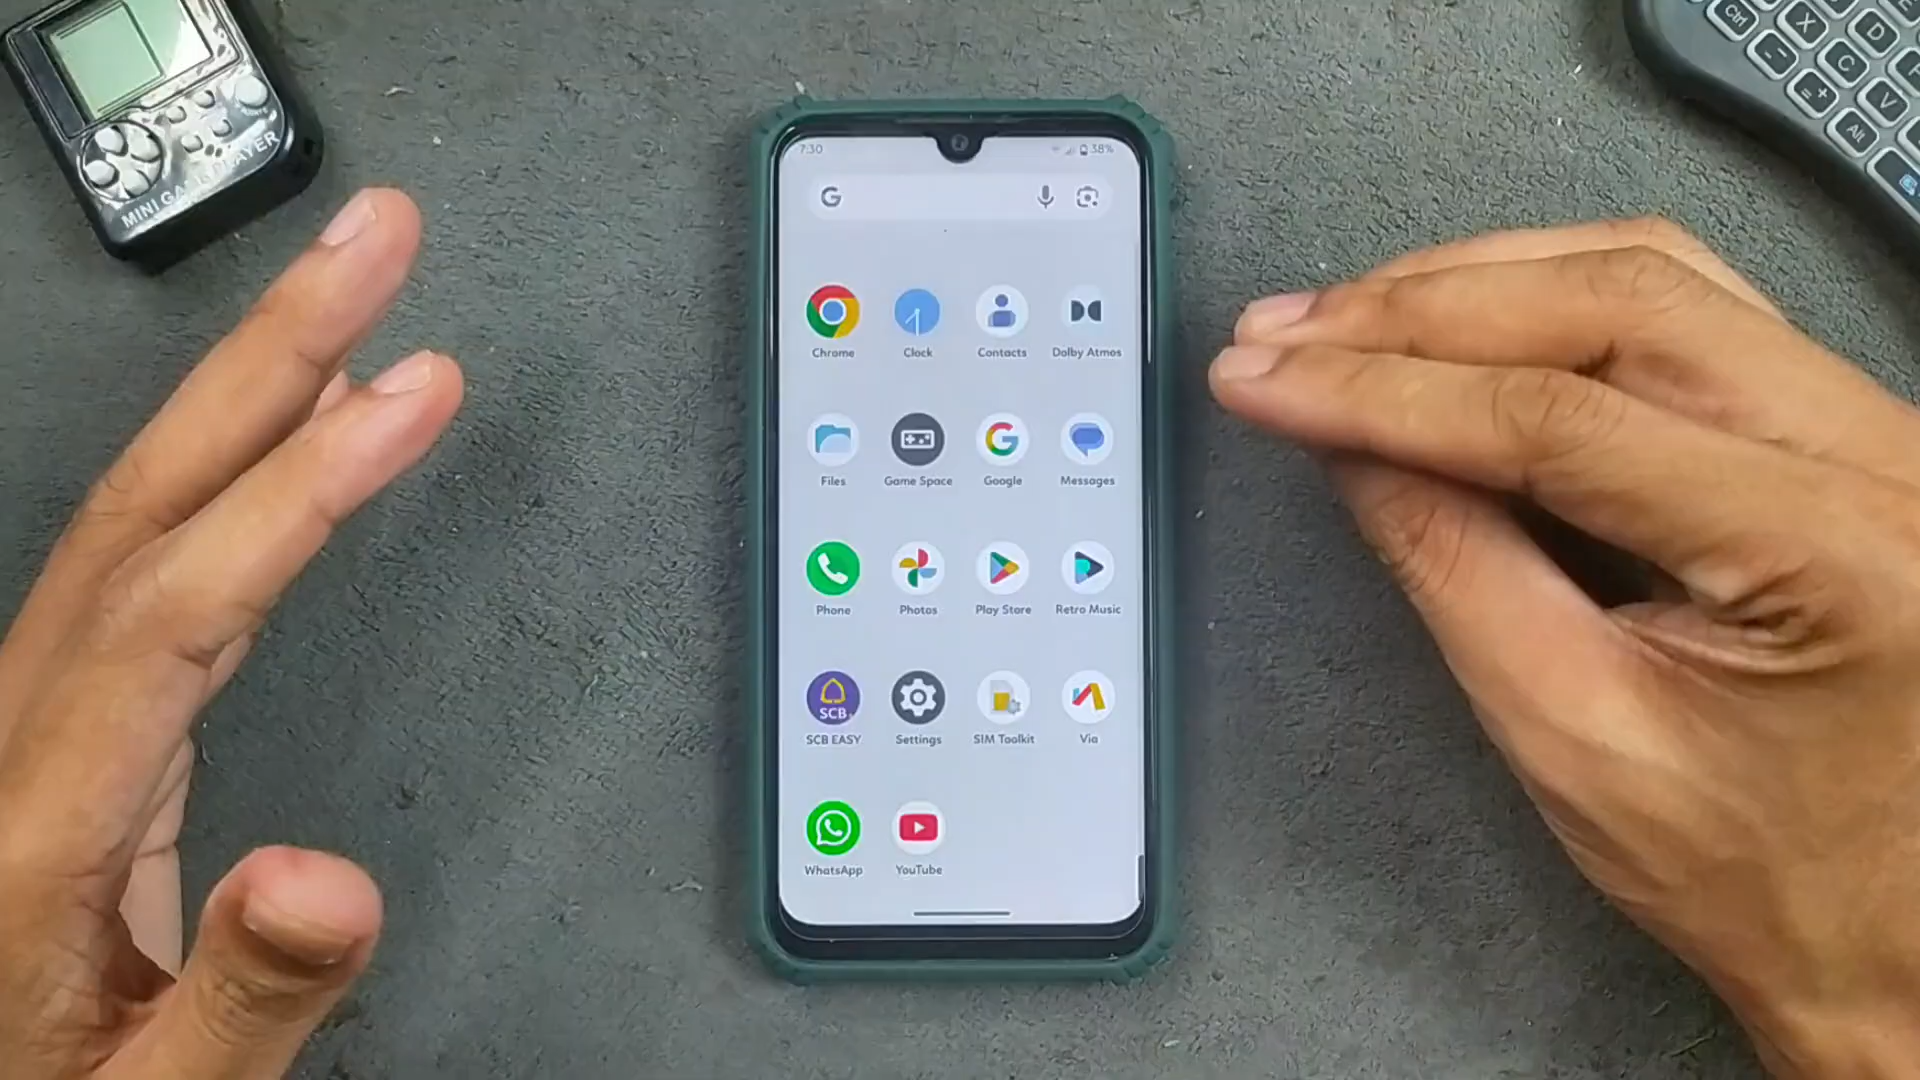 MINI GAME PLAYER
Ctrl
X
D
C
V
Alt
7:30
38%
Chrome
Clock
Contacts
Dolby Atmos
Files
Game Space
Google
Messages
Phone
Photos
Play Store
Retro Music
SCB
SCB EASY
Settings
SIM Toolkit
Via
WhatsApp
YouTube